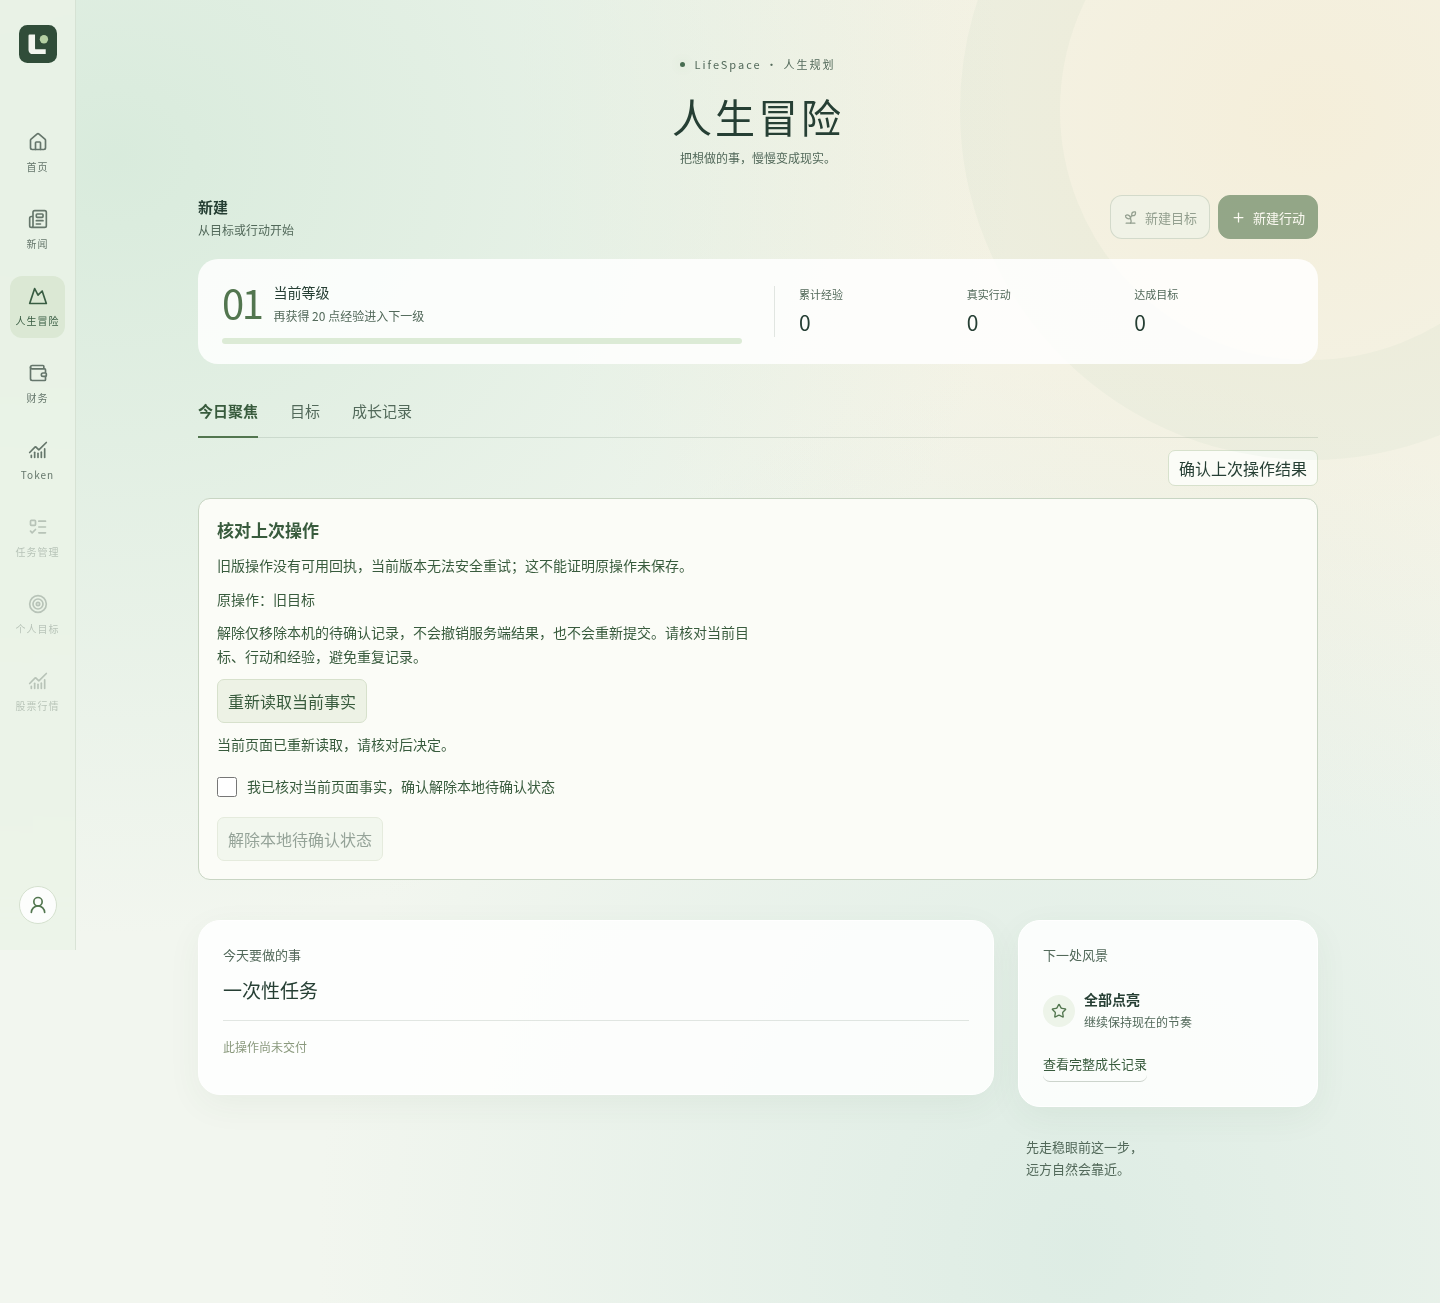 首页
新闻
人生冒险
财务
Token
任务管理
个人目标
股票行情
LifeSpace · 人生规划
人生冒险
把想做的事，慢慢变成现实。
新建
从目标或行动开始
新建目标
新建行动
01
当前等级
再获得 20 点经验进入下一级
累计经验
0
真实行动
0
达成目标
0
今日聚焦
目标
成长记录
确认上次操作结果
核对上次操作
旧版操作没有可用回执，当前版本无法安全重试；这不能证明原操作未保存。
原操作：旧目标
解除仅移除本机的待确认记录，不会撤销服务端结果，也不会重新提交。请核对当前目
标、行动和经验，避免重复记录。
重新读取当前事实
当前页面已重新读取，请核对后决定。
我已核对当前页面事实，确认解除本地待确认状态
解除本地待确认状态
今天要做的事
一次性任务
此操作尚未交付
下一处风景
全部点亮
继续保持现在的节奏
查看完整成长记录
先走稳眼前这一步，
远方自然会靠近。